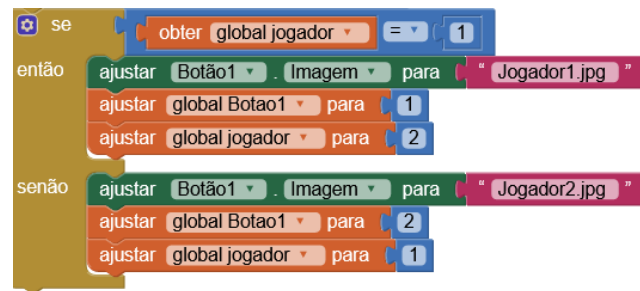 se obter global jogador = 1
então ajustar Botão1 . Imagem para " Jogador1.jpg "
ajustar global Botao1 para 1
ajustar global jogador para 2
senão ajustar Botão1 . Imagem para " Jogador2.jpg "
ajustar global Botao1 para 2
ajustar global jogador para 1